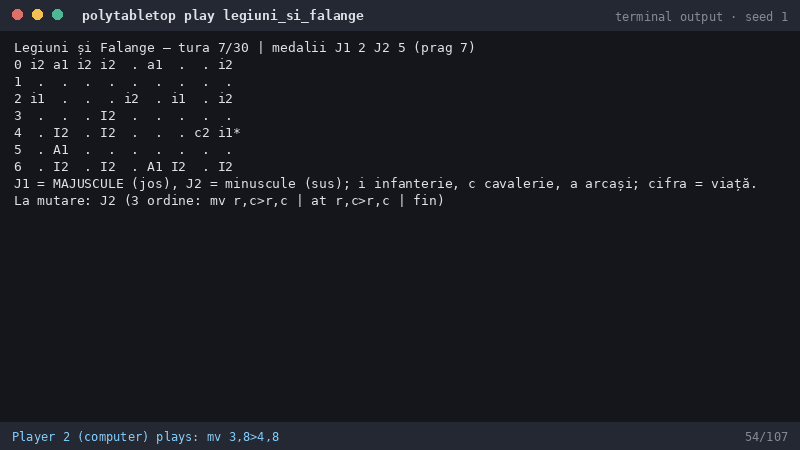 polytabletop play legiuni_si_falange
terminal output · seed 1
Legiuni și Falange — tura 7/30 | medalii J1 2 J2 5 (prag 7)
0 i2 a1 i2 i2  . a1  .  . i2
1  .  .  .  .  .  .  .  .  .
2 i1  .  .  . i2  . i1  . i2
3  .  .  . I2  .  .  .  .  .
4  . I2  . I2  .  .  . c2 i1*
5  . A1  .  .  .  .  .  .  .
6  . I2  . I2  . A1 I2  . I2
J1 = MAJUSCULE (jos), J2 = minuscule (sus); i infanterie, c cavalerie, a arcași; cifra = viață.
La mutare: J2 (3 ordine: mv r,c>r,c | at r,c>r,c | fin)
Player 2 (computer) plays: mv 3,8>4,8
54/107